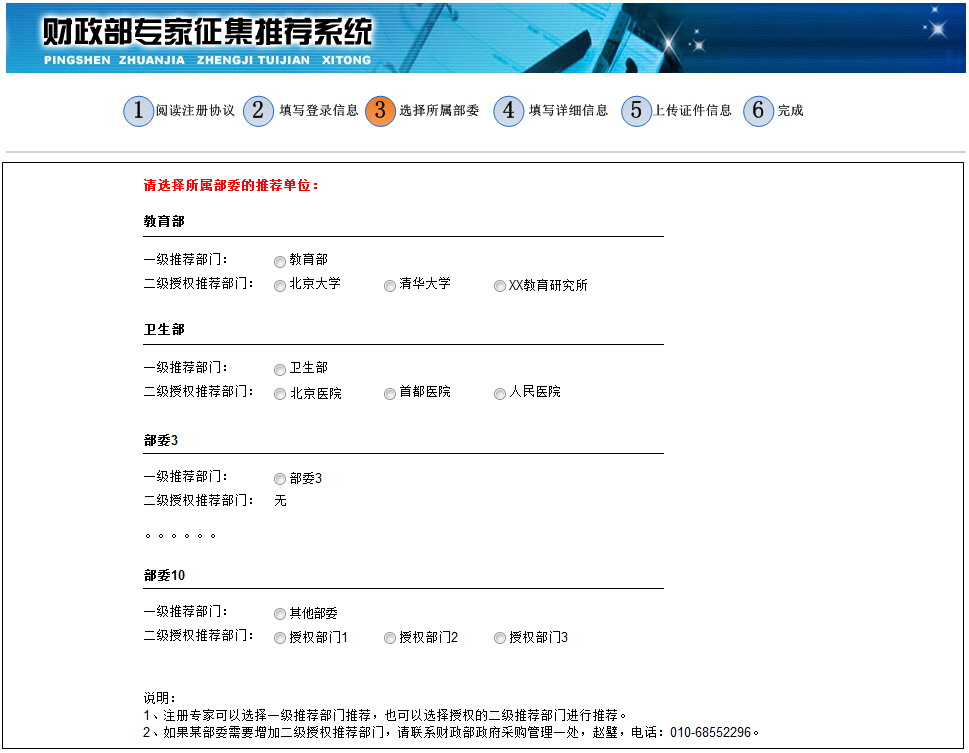 财政部专家征集推荐系统
PINGSHEN ZHUANJIA ZHENGJI TUIJIAN XITONG
1 阅读注册协议 2 填写登录信息 3 选择所属部委 4 填写详细信息 5 上传证件信息 6 完成
请选择所属部委的推荐单位：
教育部
一级推荐部门： 教育部
二级授权推荐部门： 北京大学 清华大学 XX教育研究所
卫生部
一级推荐部门： 卫生部
二级授权推荐部门： 北京医院 首都医院 人民医院
部委3
一级推荐部门： 部委3
二级授权推荐部门： 无
。。。。。。
部委10
一级推荐部门： 其他部委
二级授权推荐部门： 授权部门1 授权部门2 授权部门3
说明：
1、注册专家可以选择一级推荐部门推荐，也可以选择授权的二级推荐部门进行推荐。
2、如果某部委需要增加二级授权推荐部门，请联系财政部政府采购管理一处，赵璧，电话：010-68552296。